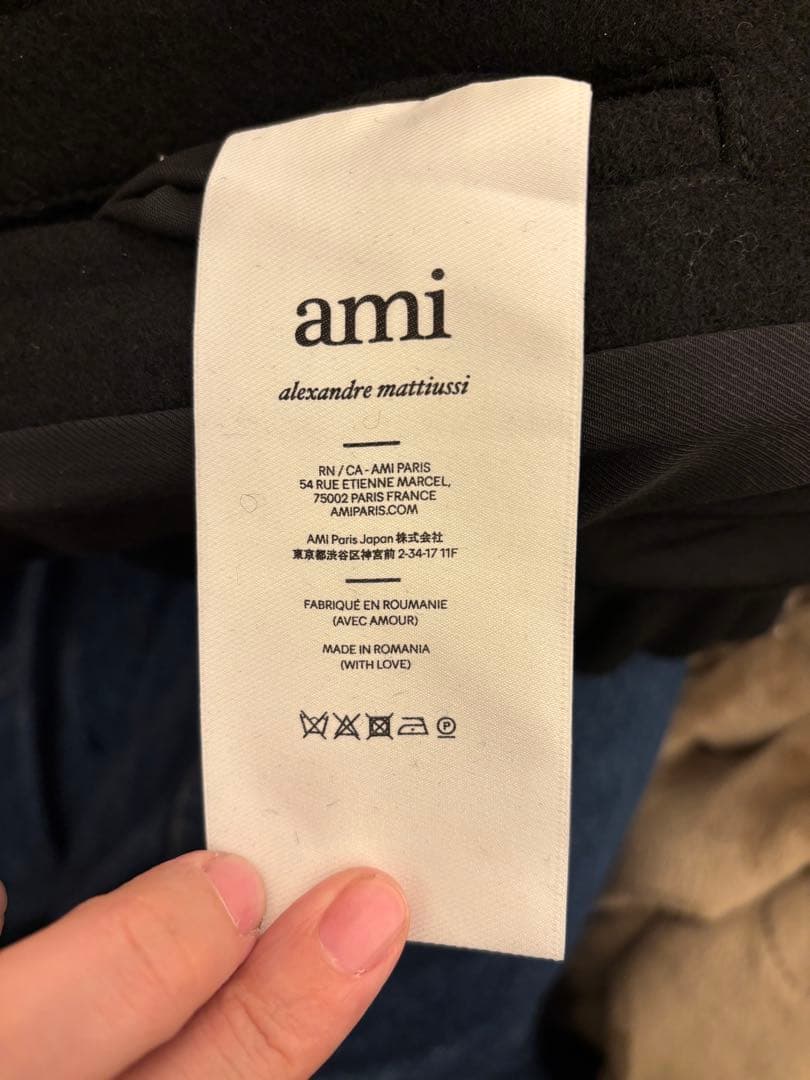 ami
alexandre mattiussi
RN / CA - AMI PARIS
54 RUE ETIENNE MARCEL,
75002 PARIS FRANCE
AMIPARIS.COM
AMI Paris Japan 株式会社
東京都渋谷区神宮前 2-34-17 11F
FABRIQUÉ EN ROUMANIE
(AVEC AMOUR)
MADE IN ROMANIA
(WITH LOVE)
P